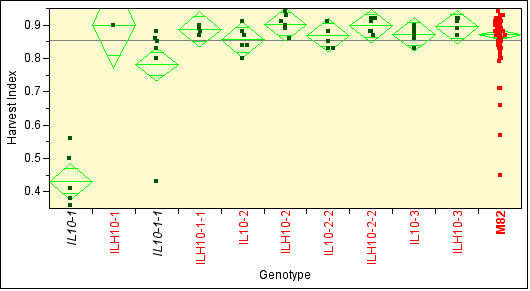 0.9
0.8
0.7
0.6
0.5
0.4
Harvest Index
IL10-1
ILH10-1
IL10-1-1
ILH10-1-1
IL10-2
ILH10-2
IL10-2-2
ILH10-2-2
IL10-3
ILH10-3
M82
Genotype